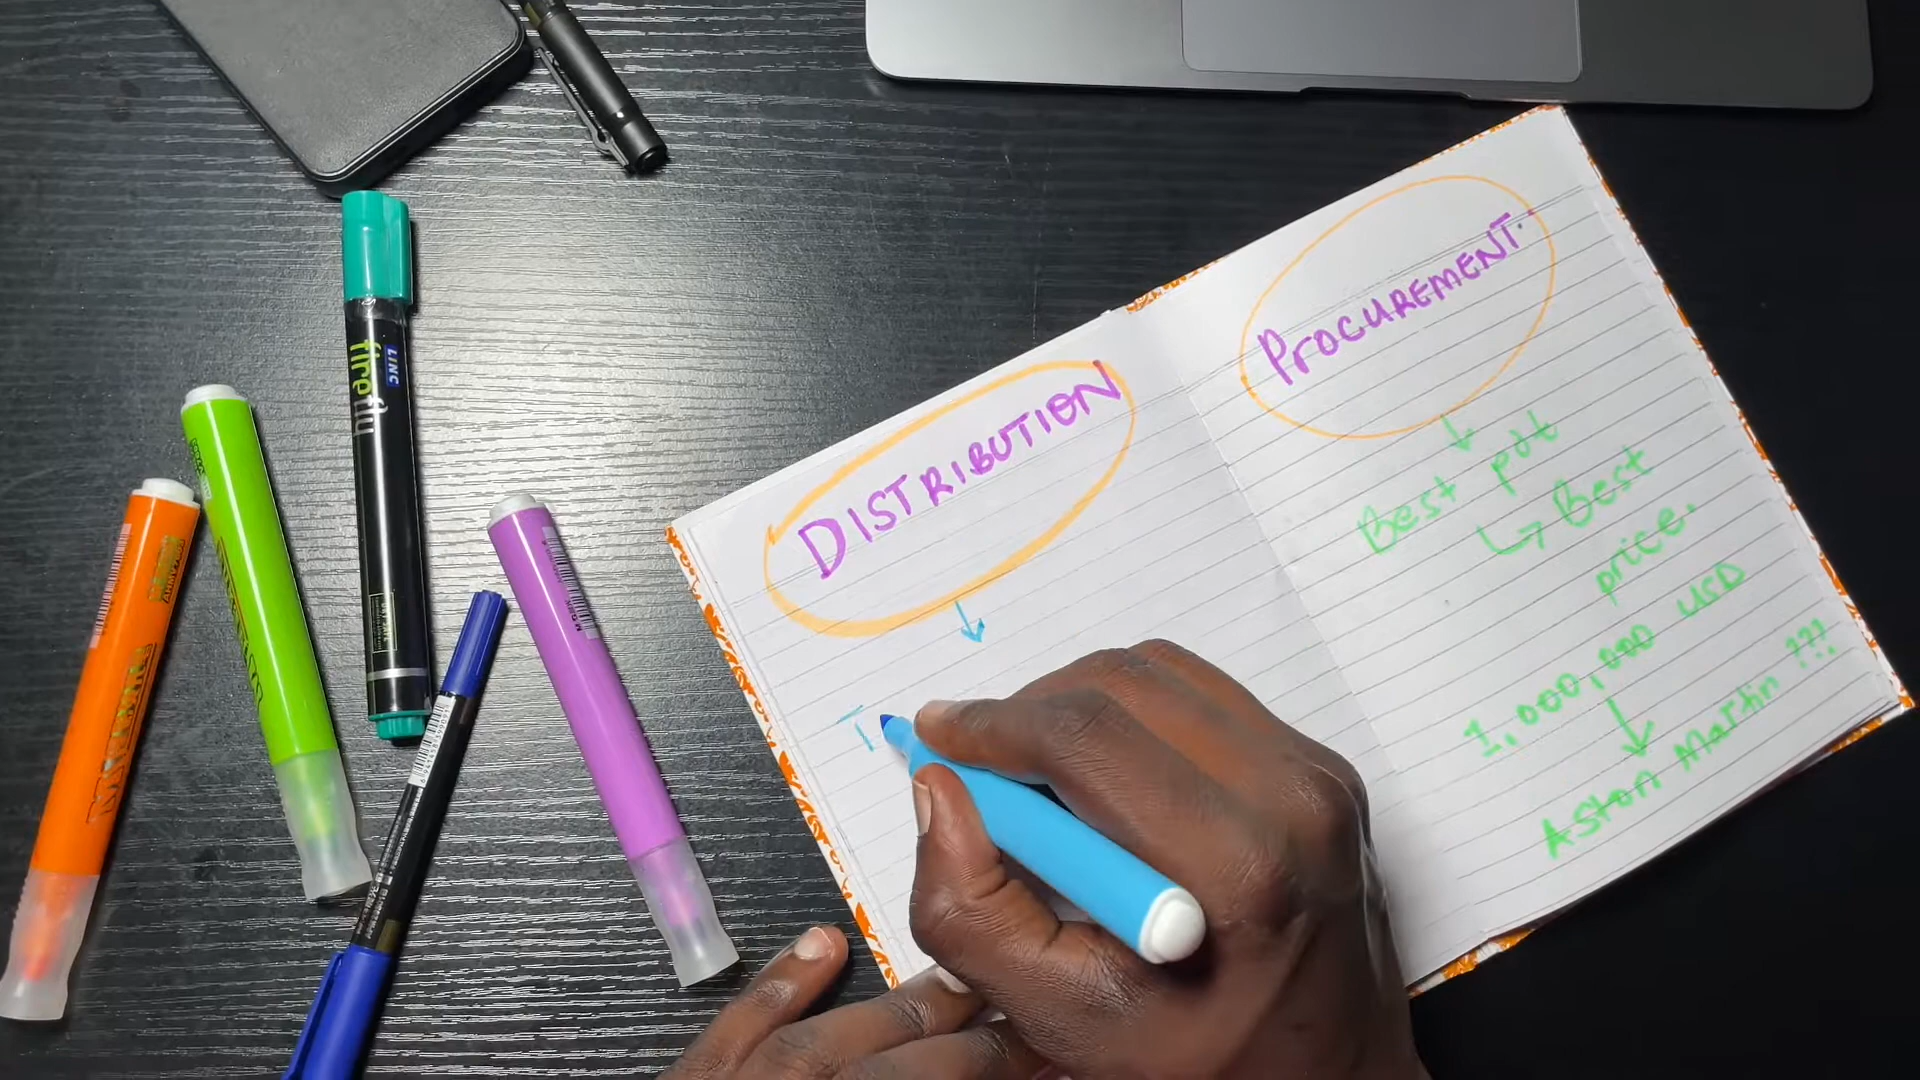 DISTRIBUTION
T
PROCUREMENT.
Best pot
↳ Best
price.
1,000,000 USD
Aston Martin ???
LINC
firefly